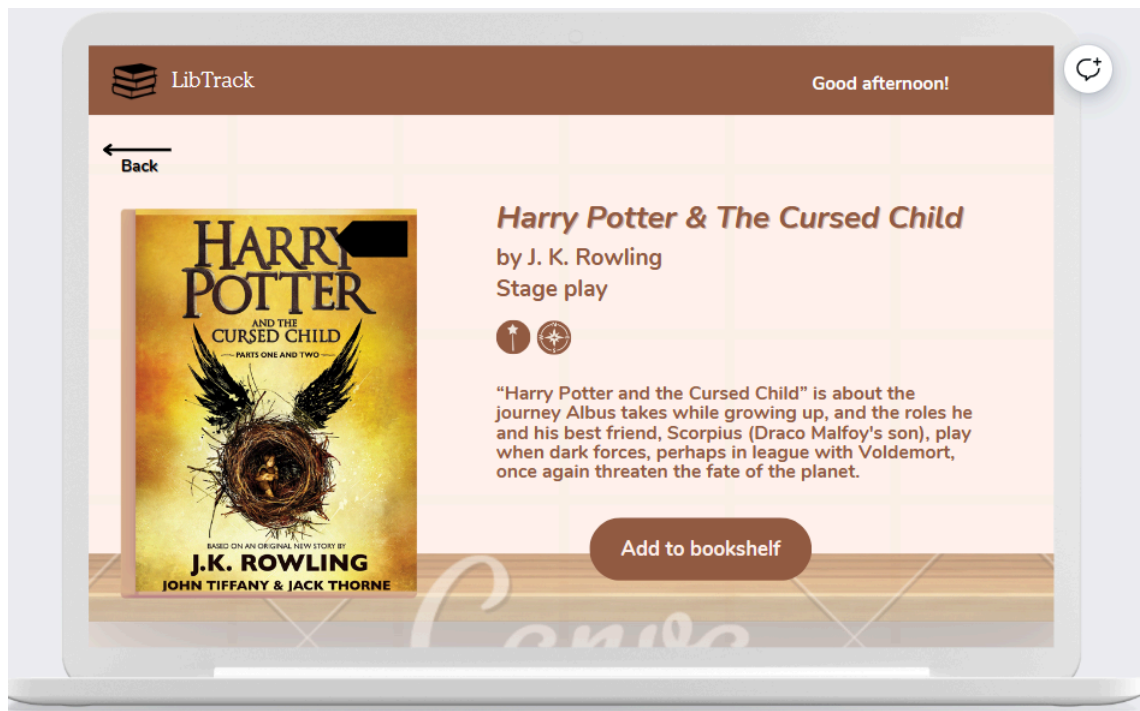 LibTrack
Good afternoon!
Back
HARRY
POTTER
AND THE
CURSED CHILD
PARTS ONE AND TWO
BASED ON AN ORIGINAL NEW STORY BY
J.K. ROWLING
JOHN TIFFANY & JACK THORNE
Harry Potter & The Cursed Child
by J. K. Rowling
Stage play
“Harry Potter and the Cursed Child” is about the
journey Albus takes while growing up, and the roles he
and his best friend, Scorpius (Draco Malfoy's son), play
when dark forces, perhaps in league with Voldemort,
once again threaten the fate of the planet.
Add to bookshelf
Canva